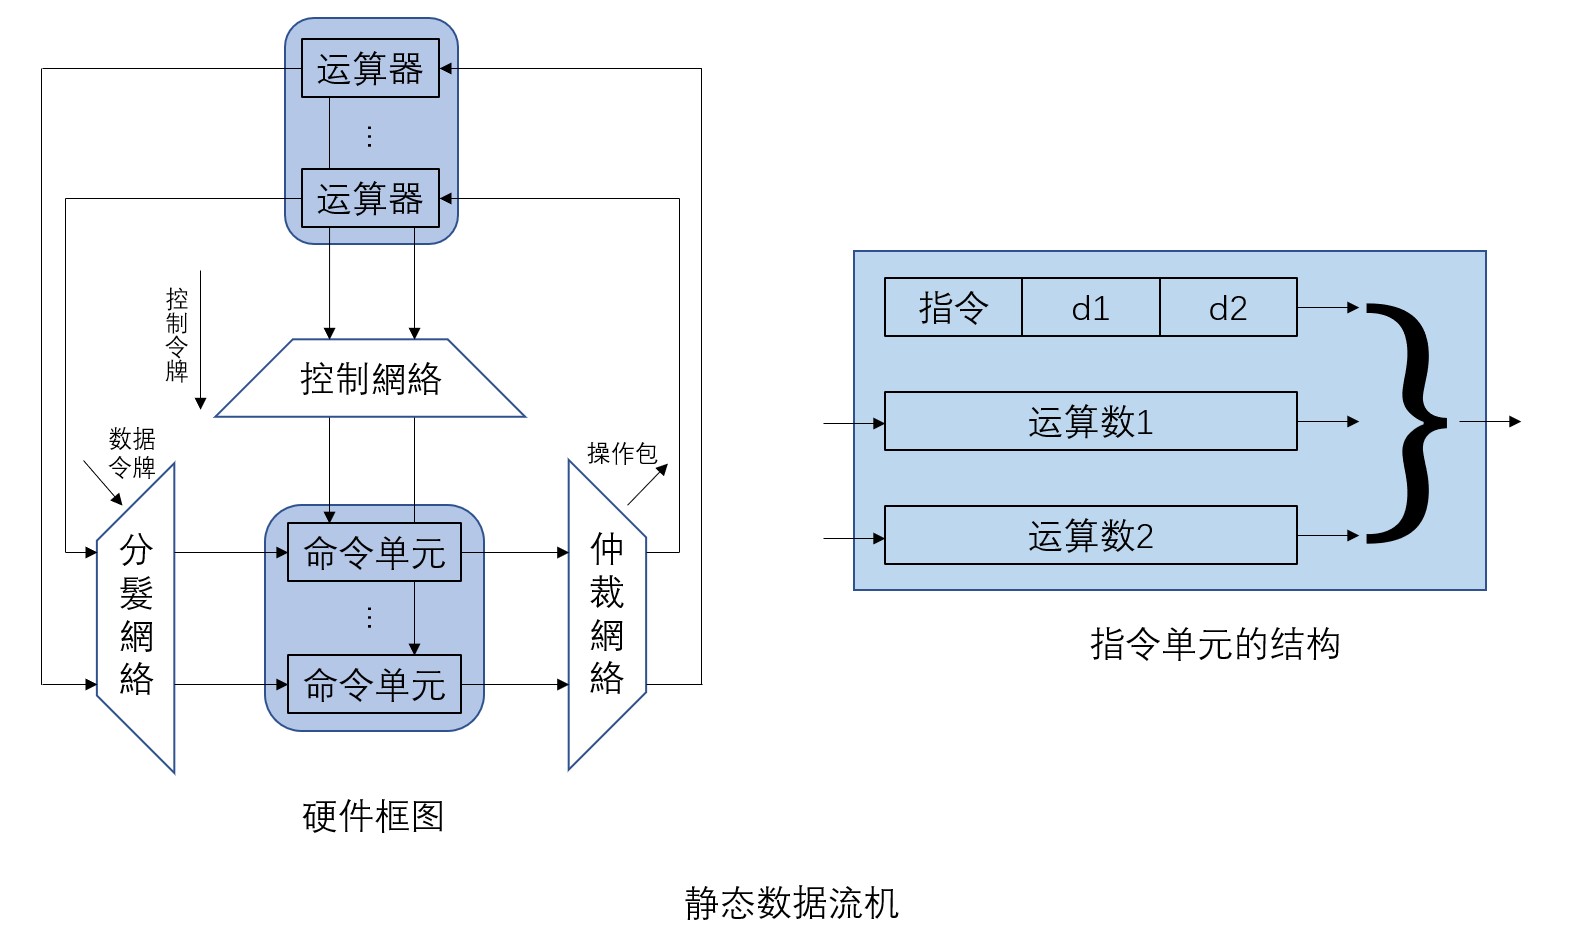 运算器
⋮
运算器
控制令牌
控制網絡
数据
令牌
操作包
分髮網絡
命令单元
⋮
命令单元
仲裁網絡
硬件框图
指令 d1 d2
运算数1
运算数2
}
指令单元的结构
静态数据流机